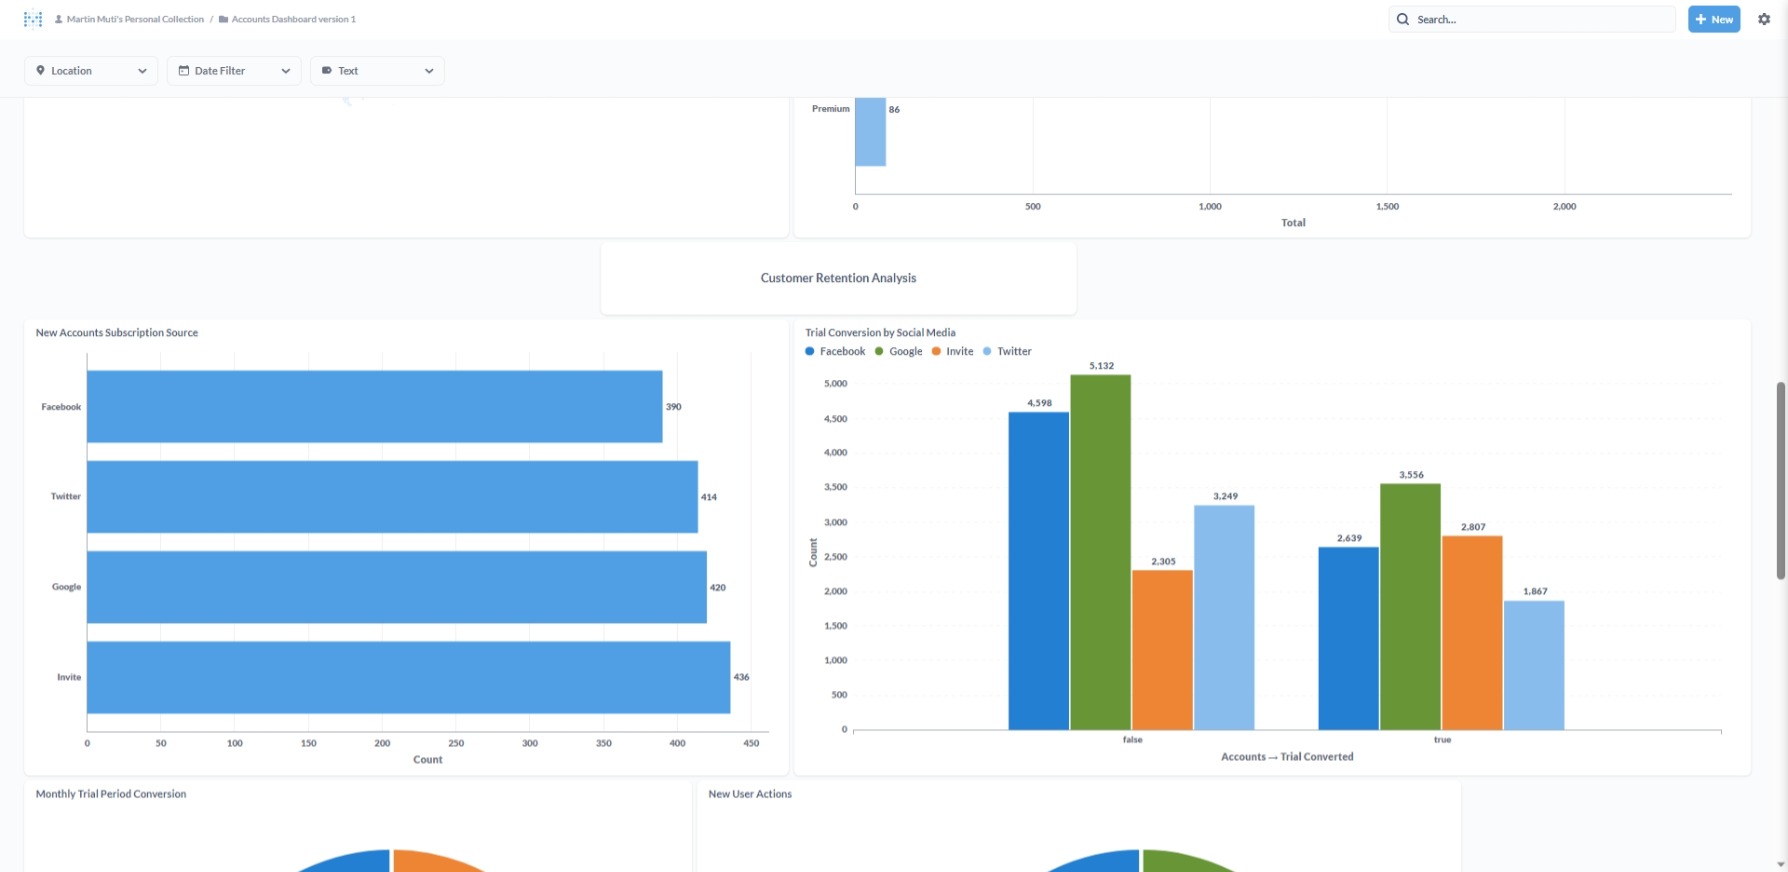 Martin Muti's Personal Collection / Accounts Dashboard version 1
Search...
+ New
Location
Date Filter
Text
Premium
86
0 500 1,000 1,500 2,000
Total
Customer Retention Analysis
New Accounts Subscription Source
Facebook
390
Twitter
414
Google
420
Invite
436
0 50 100 150 200 250 300 350 400 450
Count
Trial Conversion by Social Media
Facebook Google Invite Twitter
5,000
4,500
4,000
3,500
3,000
2,500
2,000
1,500
1,000
500
0
Count
4,598
5,132
2,305
3,249
2,639
3,556
2,807
1,867
false true
Accounts → Trial Converted
Monthly Trial Period Conversion
New User Actions